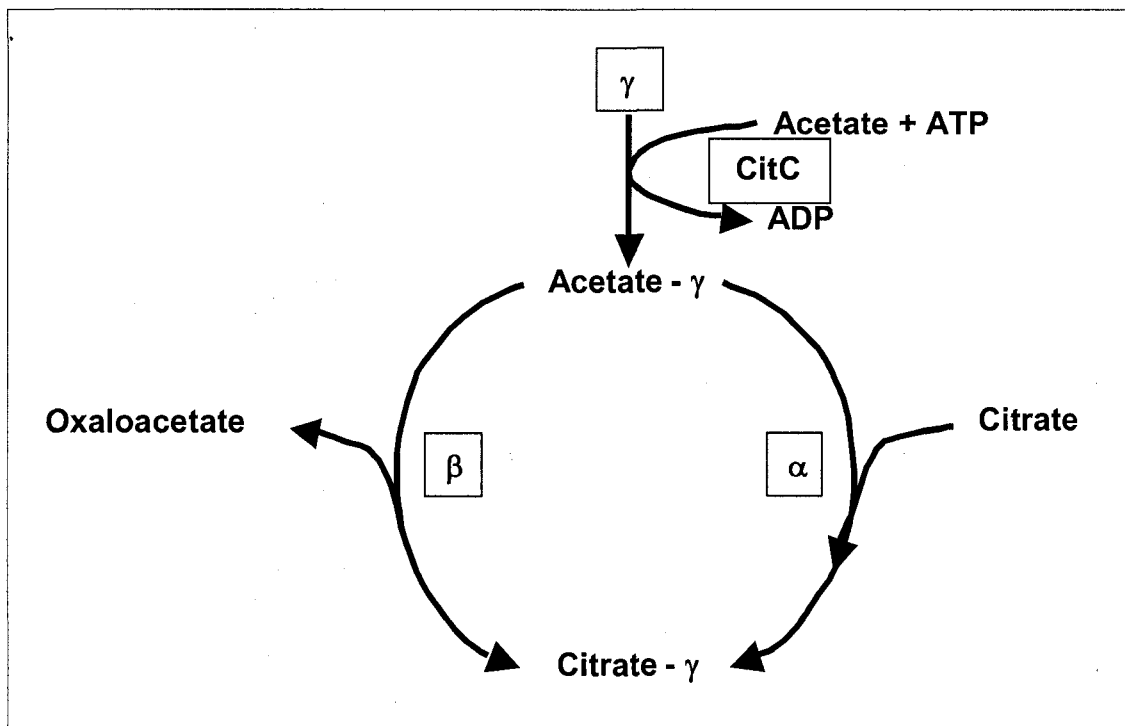 γ
Acetate + ATP
CitC
ADP
Acetate - γ
Oxaloacetate
Citrate
β
α
Citrate - γ